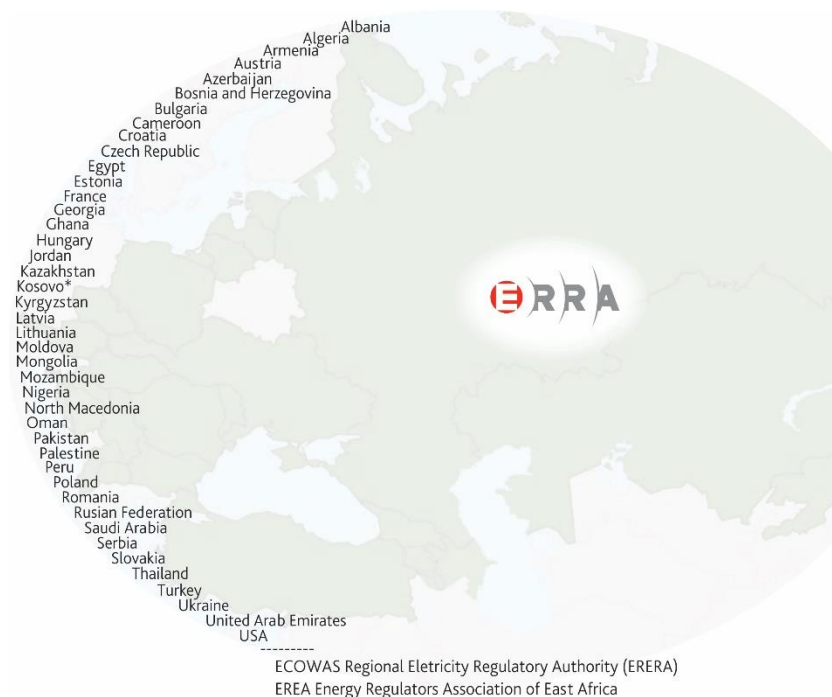 Albania
Algeria
Armenia
Austria
Azerbaijan
Bosnia and Herzegovina
Bulgaria
Cameroon
Croatia
Czech Republic
Egypt
Estonia
France
Georgia
Ghana
Hungary
Jordan
Kazakhstan
Kosovo*
Kyrgyzstan
Latvia
Lithuania
Moldova
Mongolia
Mozambique
Nigeria
North Macedonia
Oman
Pakistan
Palestine
Peru
Poland
Romania
Rusian Federation
Saudi Arabia
Serbia
Slovakia
Thailand
Turkey
Ukraine
United Arab Emirates
USA
---------
ECOWAS Regional Eletricity Regulatory Authority (ERERA)
EREA Energy Regulators Association of East Africa
ERRA